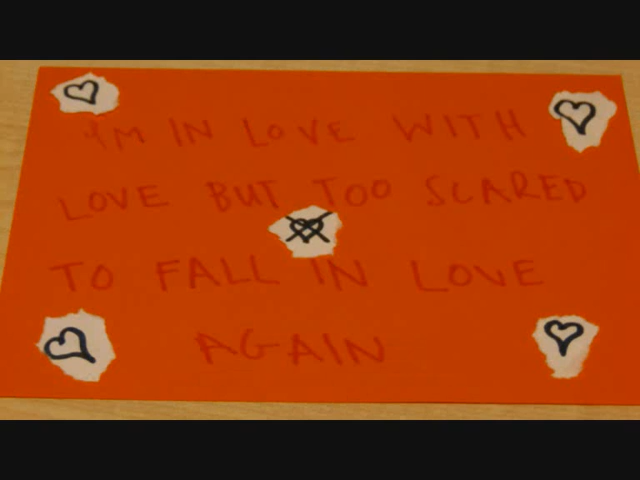 I'M IN LOVE WITH
LOVE BUT TOO SCARED
TO FALL IN LOVE
AGAIN